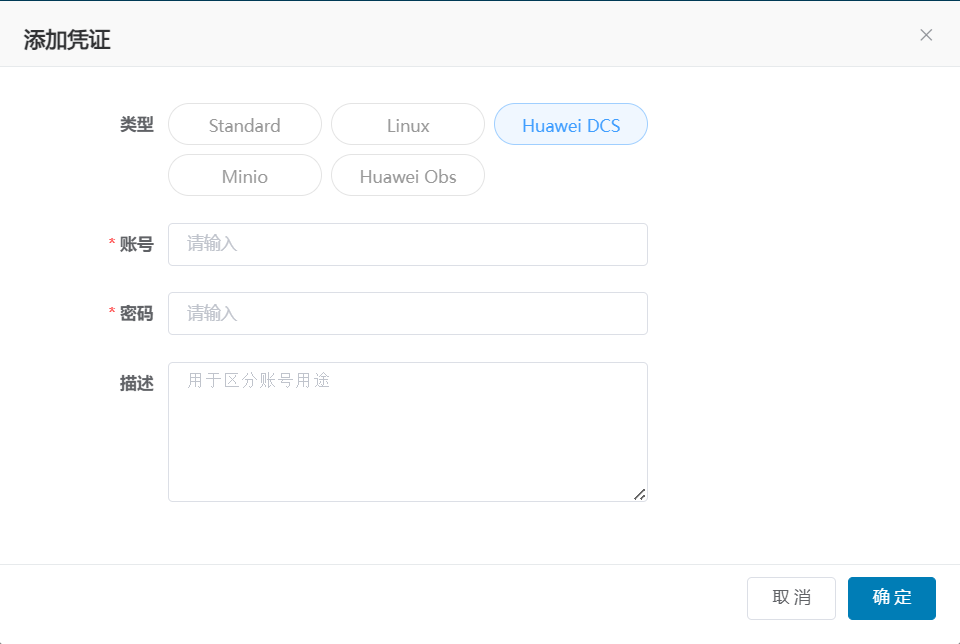 添加凭证
类型
Standard
Linux
Huawei DCS
Minio
Huawei Obs
* 账号
请输入
* 密码
请输入
描述
用于区分账号用途
取消
确定